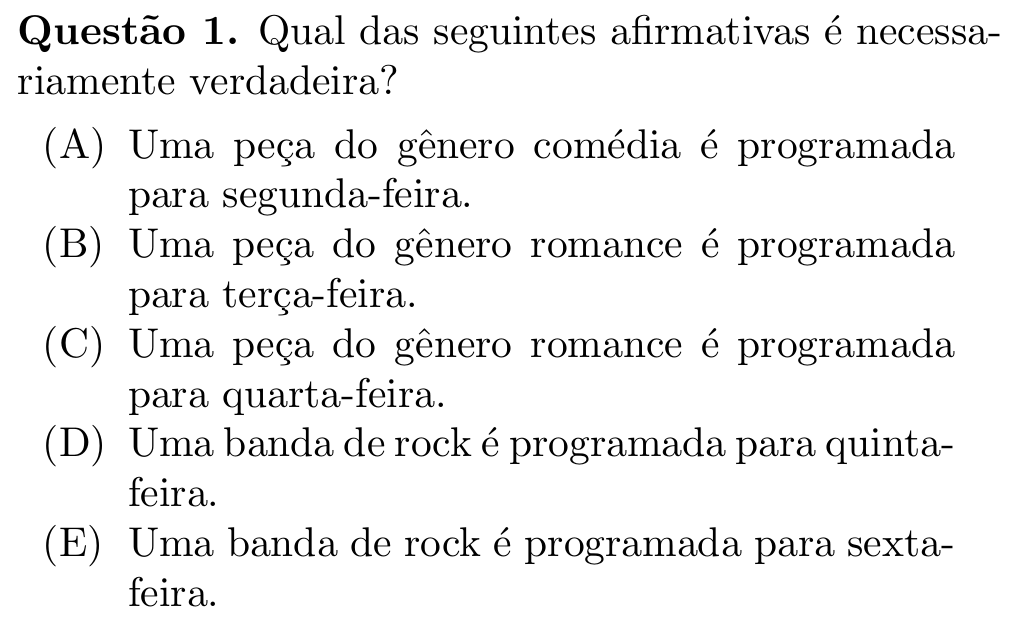 Questão 1. Qual das seguintes afirmativas é necessa-
riamente verdadeira?
(A) Uma peça do gênero comédia é programada
para segunda-feira.
(B) Uma peça do gênero romance é programada
para terça-feira.
(C) Uma peça do gênero romance é programada
para quarta-feira.
(D) Uma banda de rock é programada para quinta-
feira.
(E) Uma banda de rock é programada para sexta-
feira.